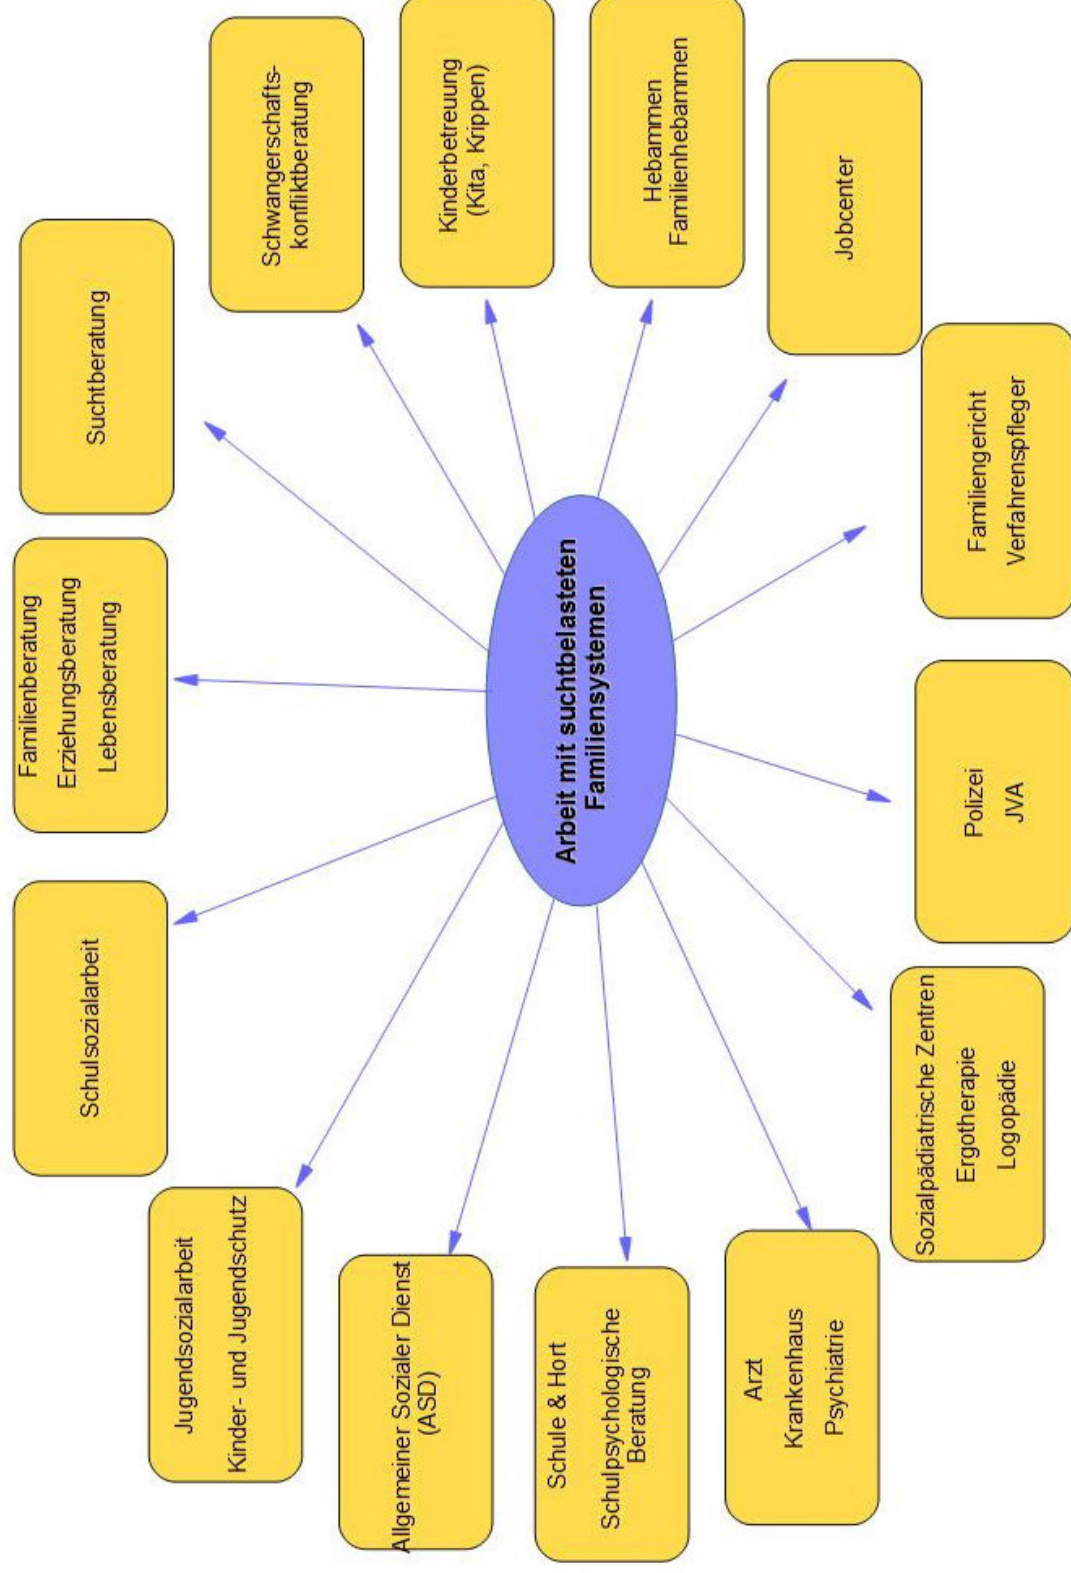 Schwangerschafts-
konfliktberatung
Kinderbetreuung
(Kita, Krippen)
Hebammen
Familienhebammen
Jobcenter
Suchtberatung
Familiengericht
Verfahrenspfleger
Familienberatung
Erziehungsberatung
Lebensberatung
Arbeit mit suchtbelasteten
Familiensystemen
Polizei
JVA
Schulsozialarbeit
Sozialpädiatrische Zentren
Ergotherapie
Logopädie
Jugendsozialarbeit
Kinder- und Jugendschutz
Allgemeiner Sozialer Dienst
(ASD)
Schule & Hort
Schulpsychologische
Beratung
Arzt
Krankenhaus
Psychiatrie